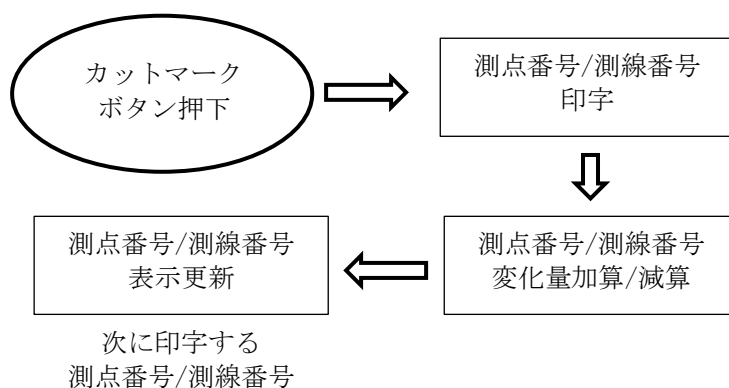 カットマーク
ボタン押下
測点番号/測線番号
印字
測点番号/測線番号
変化量加算/減算
測点番号/測線番号
表示更新
次に印字する
測点番号/測線番号